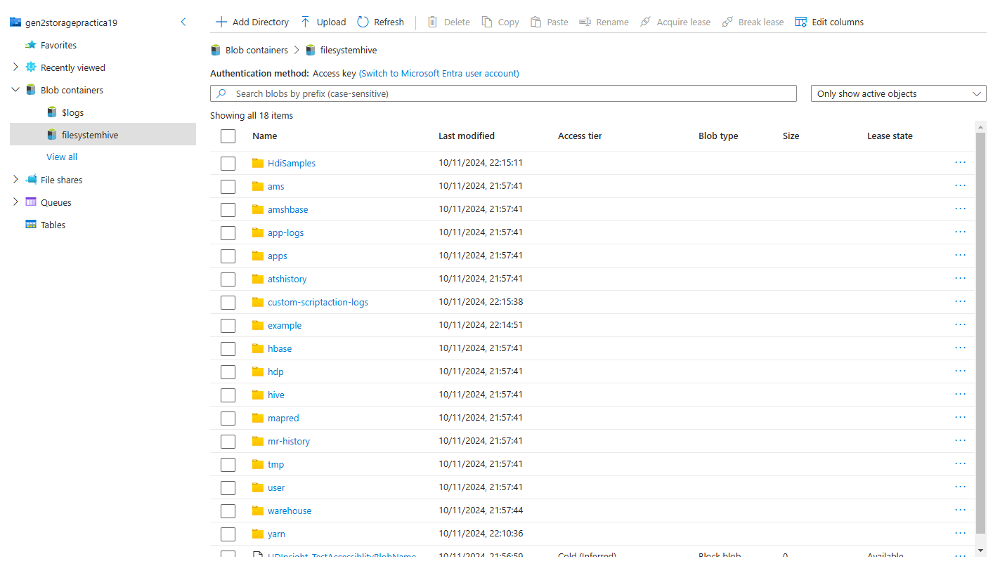 gen2storagepractica19
Favorites
Recently viewed
Blob containers
$logs
filesystemhive
View all
File shares
Queues
Tables
Add Directory Upload Refresh Delete Copy Paste Rename Acquire lease Break lease Edit columns
Blob containers > filesystemhive
Authentication method: Access key (Switch to Microsoft Entra user account)
Search blobs by prefix (case-sensitive) Only show active objects
Showing all 18 items
Name Last modified Access tier Blob type Size Lease state
HdiSamples 10/11/2024, 22:15:11 ...
ams 10/11/2024, 21:57:41 ...
amshbase 10/11/2024, 21:57:41 ...
app-logs 10/11/2024, 21:57:41 ...
apps 10/11/2024, 21:57:41 ...
atshistory 10/11/2024, 21:57:41 ...
custom-scriptaction-logs 10/11/2024, 22:15:38 ...
example 10/11/2024, 22:14:51 ...
hbase 10/11/2024, 21:57:41 ...
hdp 10/11/2024, 21:57:41 ...
hive 10/11/2024, 21:57:41 ...
mapred 10/11/2024, 21:57:41 ...
mr-history 10/11/2024, 21:57:41 ...
tmp 10/11/2024, 21:57:41 ...
user 10/11/2024, 21:57:41 ...
warehouse 10/11/2024, 21:57:44 ...
yarn 10/11/2024, 22:10:36 ...
HDInsight_TestAccessiblityBlobName 10/11/2024, 21:56:59 Cold (Inferred) Block blob 0 Available ...